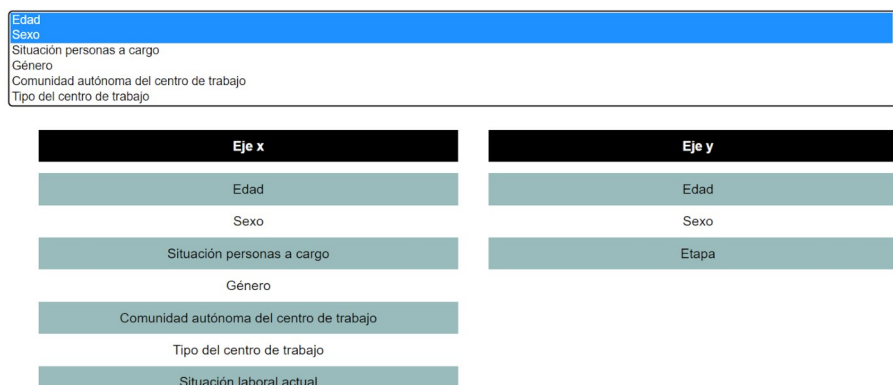 Edad
Sexo
Situación personas a cargo
Género
Comunidad autónoma del centro de trabajo
Tipo del centro de trabajo
Eje x
Edad
Sexo
Situación personas a cargo
Género
Comunidad autónoma del centro de trabajo
Tipo del centro de trabajo
Situación laboral actual
Eje y
Edad
Sexo
Etapa